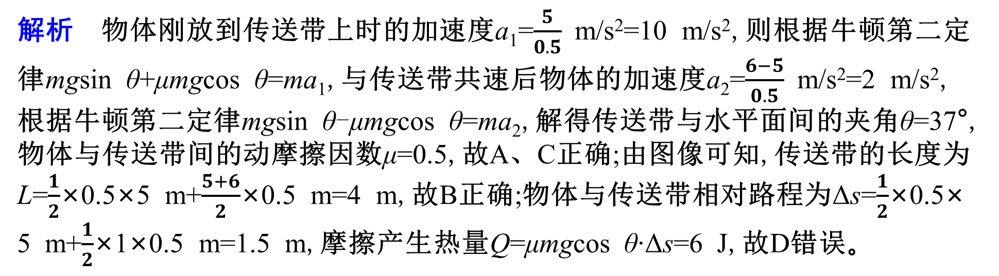 解析 物体刚放到传送带上时的加速度a₁=5/0.5 m/s²=10 m/s²,则根据牛顿第二定
律mgsin θ+μmgcos θ=ma₁,与传送带共速后物体的加速度a₂=(6−5)/0.5 m/s²=2 m/s²,
根据牛顿第二定律mgsin θ−μmgcos θ=ma₂,解得传送带与水平面间的夹角θ=37°,
物体与传送带间的动摩擦因数μ=0.5,故A、C正确;由图像可知,传送带的长度为
L=1/2×0.5×5 m+(5+6)/2×0.5 m=4 m,故B正确;物体与传送带相对路程为Δs=1/2×0.5×
5 m+1/2×1×0.5 m=1.5 m,摩擦产生热量Q=μmgcos θ·Δs=6 J,故D错误。